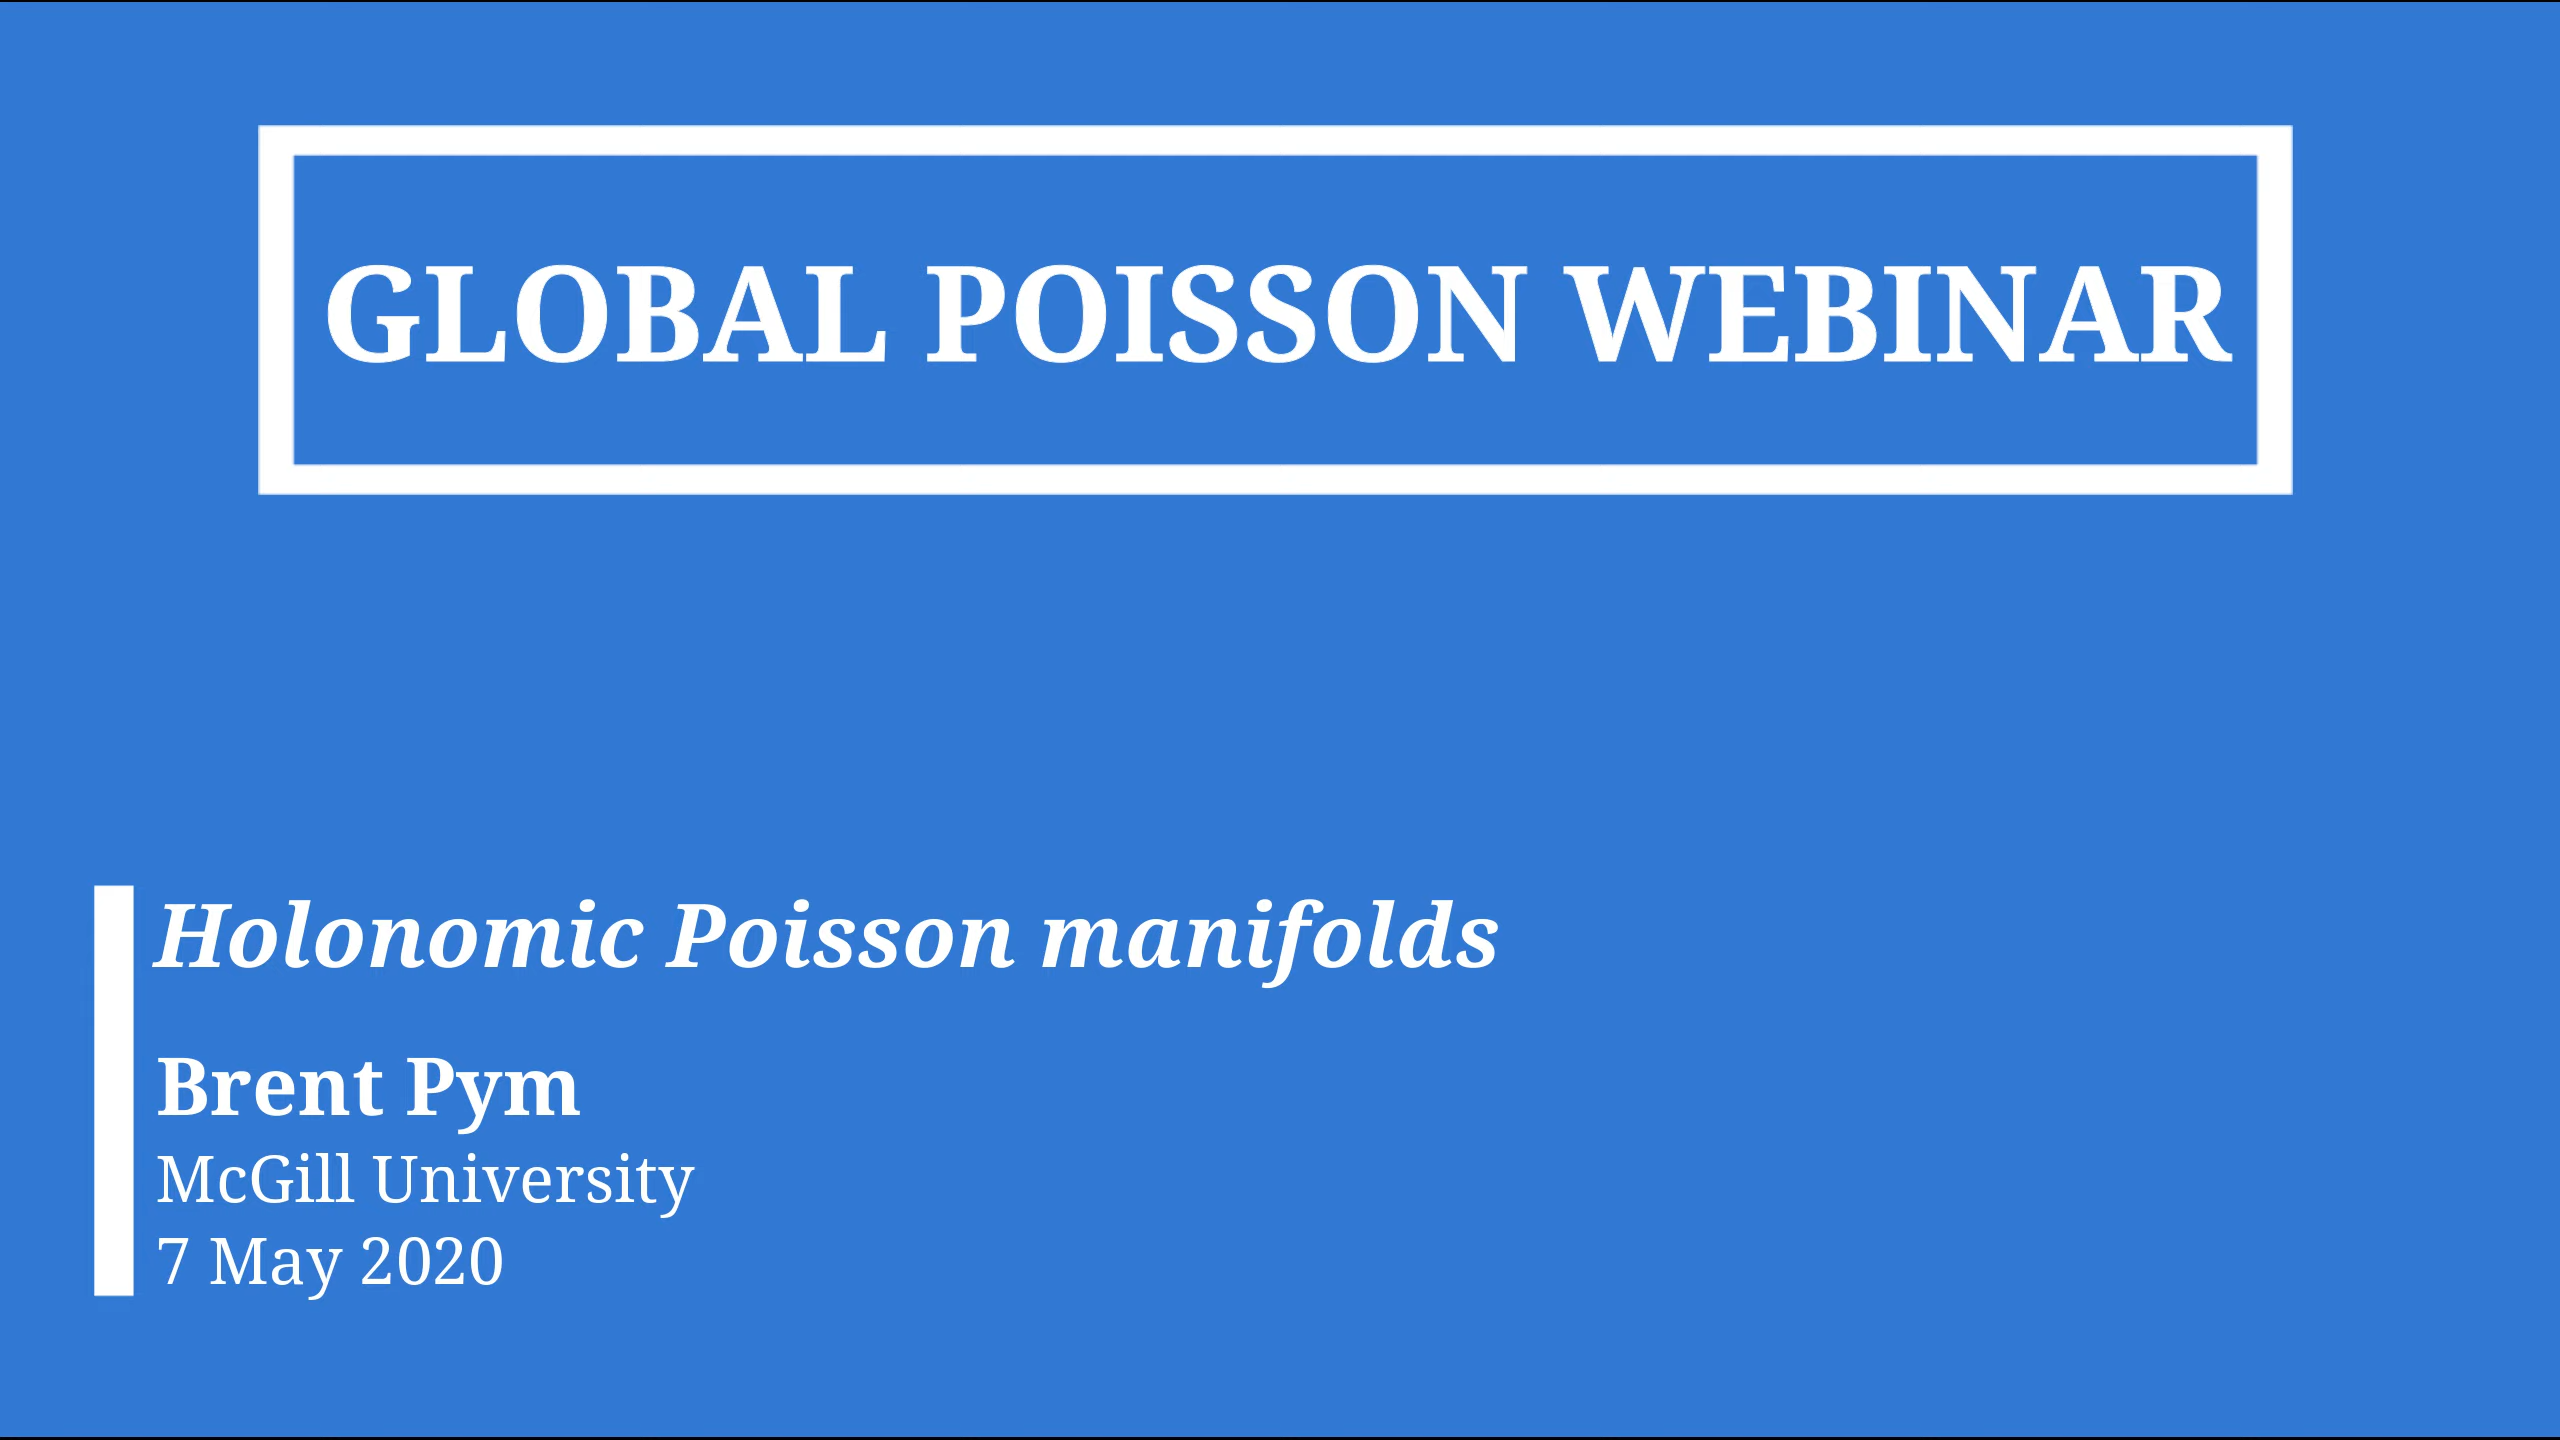 GLOBAL POISSON WEBINAR
Holonomic Poisson manifolds
Brent Pym
McGill University
7 May 2020